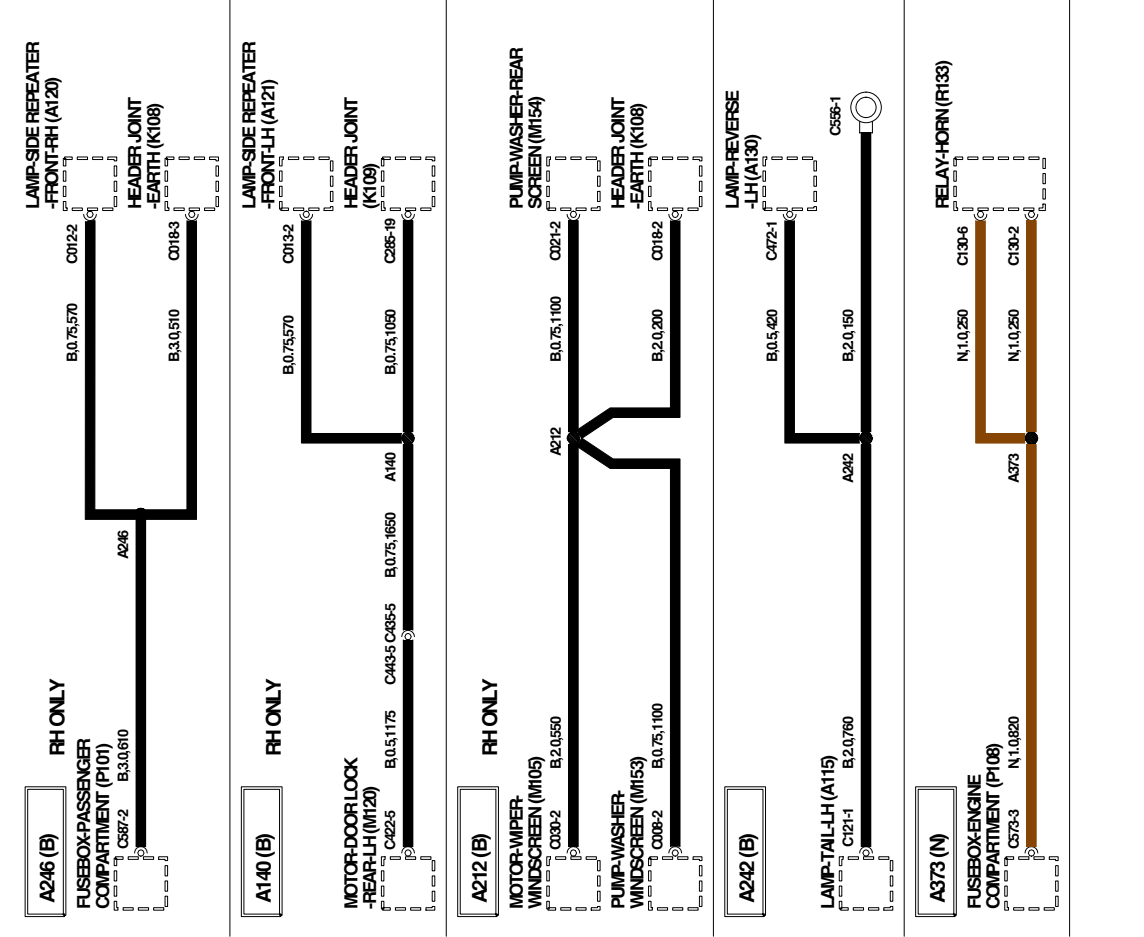 A246 (B)
RH ONLY
FUSEBOX-PASSENGER
COMPARTMENT (P101)
C587-2
B,3.0,610
A246
B,0.75,570
C012-2
LAMP-SIDE REPEATER
-FRONT-RH (A120)
B,3.0,510
C018-3
HEADER JOINT
-EARTH (K108)
A140 (B)
RH ONLY
MOTOR-DOOR LOCK
-REAR-LH (M120)
C422-5
B,0.5,1175
C443-5 C435-5
B,0.75,1650
A140
B,0.75,570
C013-2
LAMP-SIDE REPEATER
-FRONT-LH (A121)
B,0.75,1050
C285-19
HEADER JOINT
(K109)
A212 (B)
RH ONLY
MOTOR-WIPER-
WINDSCREEN (M105)
C030-2
B,2.0,550
A212
B,0.75,1100
C021-2
PUMP-WASHER-REAR
SCREEN (M154)
PUMP-WASHER-
WINDSCREEN (M153)
C008-2
B,0.75,1100
B,2.0,200
C018-2
HEADER JOINT
-EARTH (K108)
A242 (B)
LAMP-TAIL-LH (A115)
C121-1
B,2.0,760
A242
B,0.5,420
C472-1
LAMP-REVERSE
-LH (A130)
B,2.0,150
C556-1
A373 (N)
FUSEBOX-ENGINE
COMPARTMENT (P108)
C573-3
N,1.0,820
A373
N,1.0,250
C130-6
N,1.0,250
C130-2
RELAY-HORN (R133)